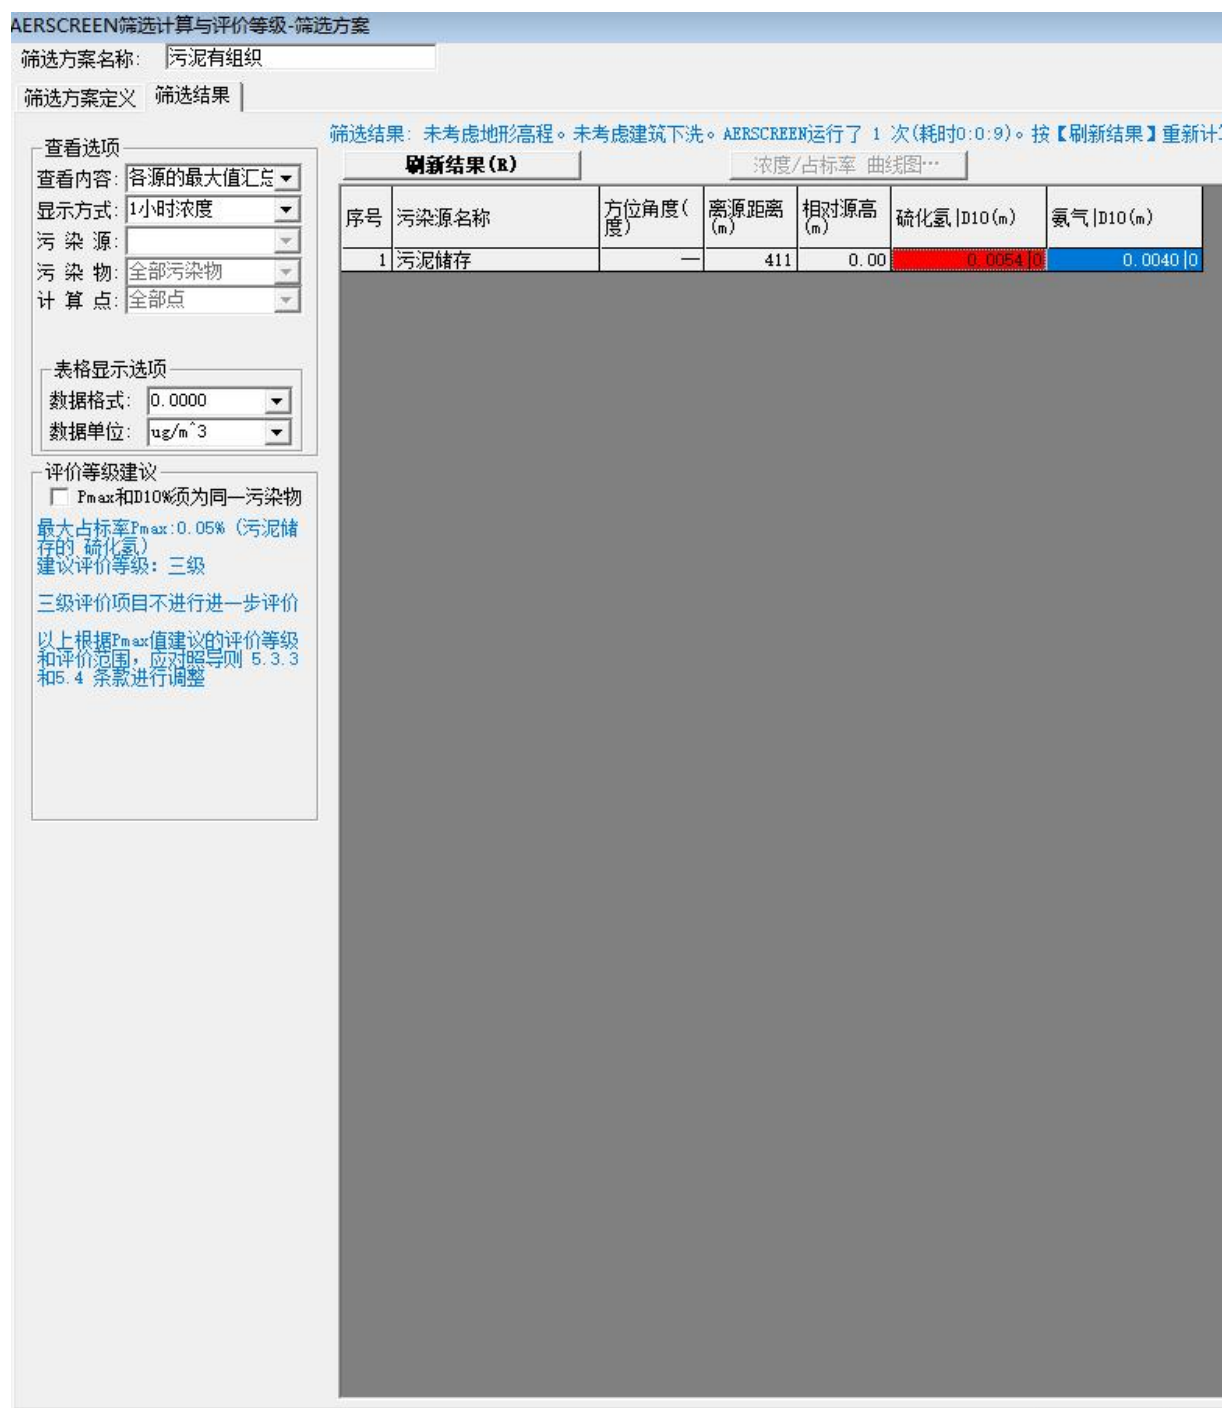 AERSCREEN筛选计算与评价等级-筛选方案
筛选方案名称: 污泥有组织
筛选方案定义 筛选结果
筛选结果: 未考虑地形高程。未考虑建筑下洗。AERSCREEN运行了 1 次(耗时0:0:9)。按【刷新结果】重新计
刷新结果(R) 浓度/占标率 曲线图…
查看选项
查看内容: 各源的最大值汇总
显示方式: 1小时浓度
污 染 源:
污 染 物: 全部污染物
计 算 点: 全部点
表格显示选项
数据格式: 0.0000
数据单位: ug/m^3
评价等级建议
Pmax和D10%须为同一污染物
最大占标率Pmax:0.05% (污泥储
存的 硫化氢)
建议评价等级: 三级
三级评价项目不进行进一步评价
以上根据Pmax值建议的评价等级
和评价范围，应对照导则 5.3.3
和5.4 条款进行调整
序号 污染源名称 方位角度(度) 离源距离(m) 相对源高(m) 硫化氢|D10(m) 氨气|D10(m)
1 污泥储存 — 411 0.00 0.0054|0 0.0040|0